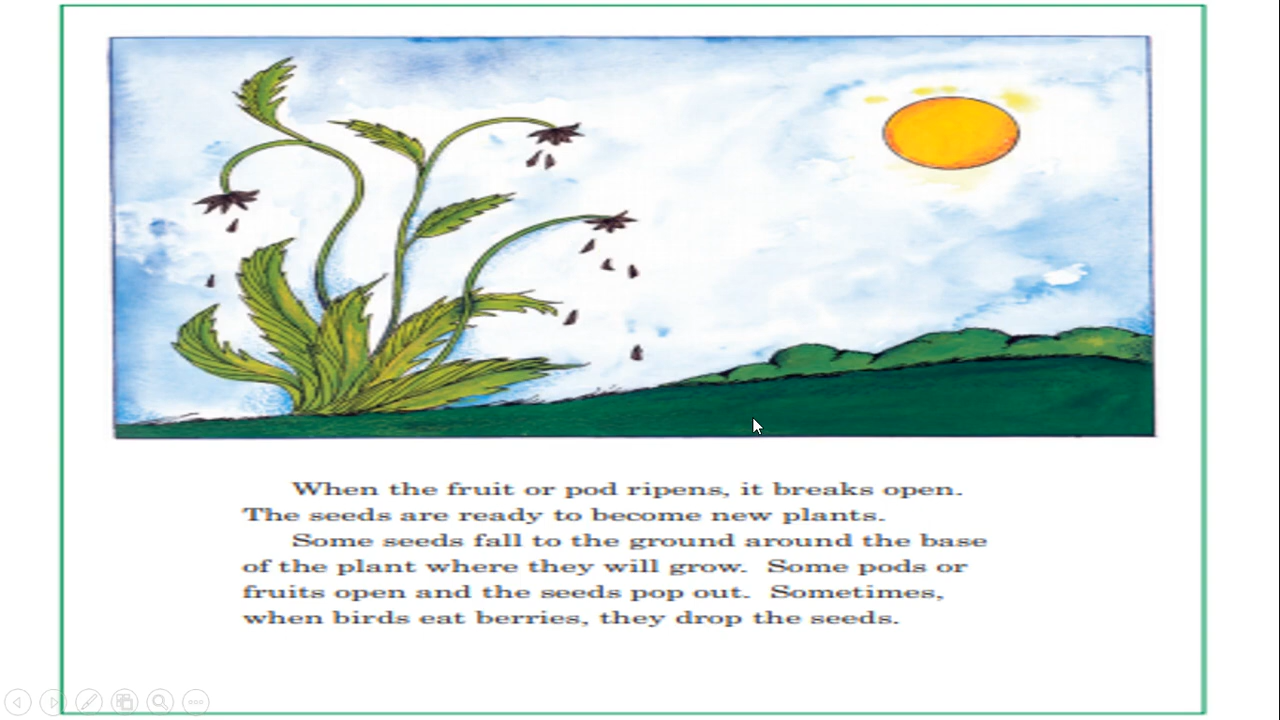 When the fruit or pod ripens, it breaks open.
The seeds are ready to become new plants.
Some seeds fall to the ground around the base
of the plant where they will grow. Some pods or
fruits open and the seeds pop out. Sometimes,
when birds eat berries, they drop the seeds.